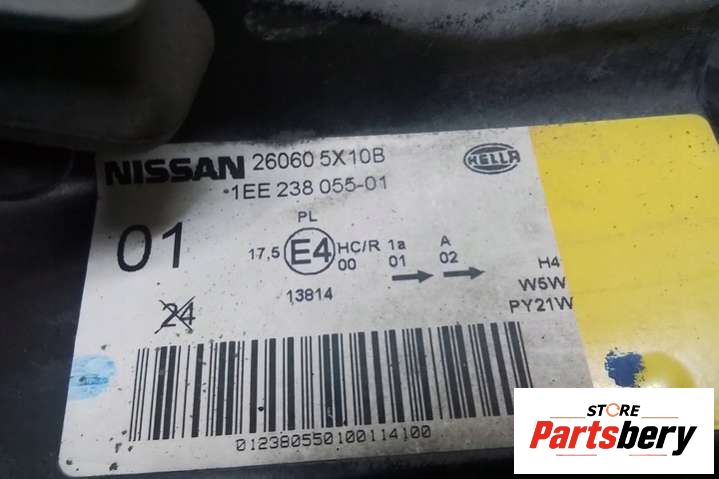 NISSAN 26060 5X10B
1EE 238 055-01
HELLA
01
PL
17,5 E4 HC/R 1a A
00 01 02
13814
24
H4
W5W
PY21W
012380550100114100
STORE
Partsbery